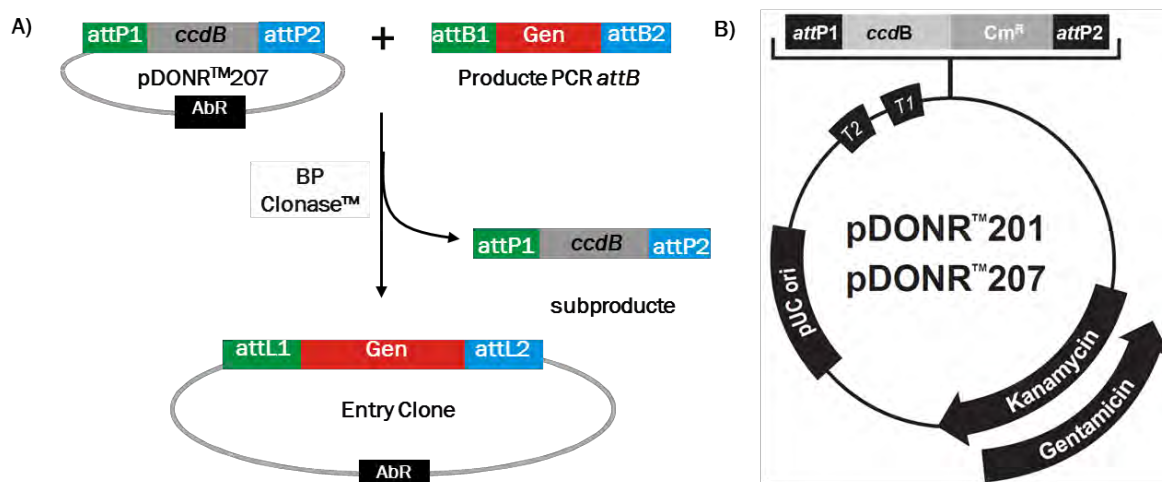 A)
attP1 ccdB attP2
pDONR™207
AbR
+
attB1 Gen attB2
Producte PCR attB
BP
Clonase™
attP1 ccdB attP2
subproducte
attL1 Gen attL2
Entry Clone
AbR
B)
attP1 ccdB CmR attP2
T2 T1
pDONR™201
pDONR™207
pUC ori
Kanamycin
Gentamicin